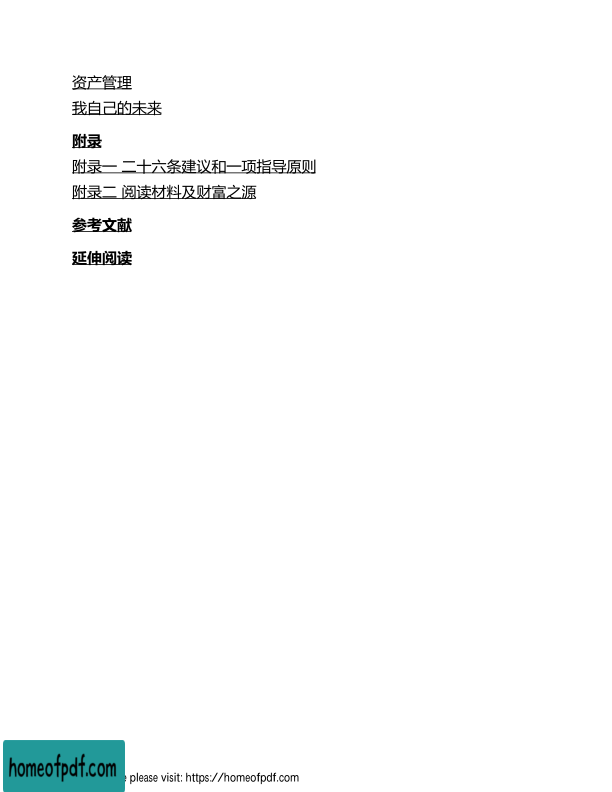 资产管理
我自己的未来
附录
附录一 二十六条建议和一项指导原则
附录二 阅读材料及财富之源
参考文献
延伸阅读
homeofpdf.com
please visit: https://homeofpdf.com